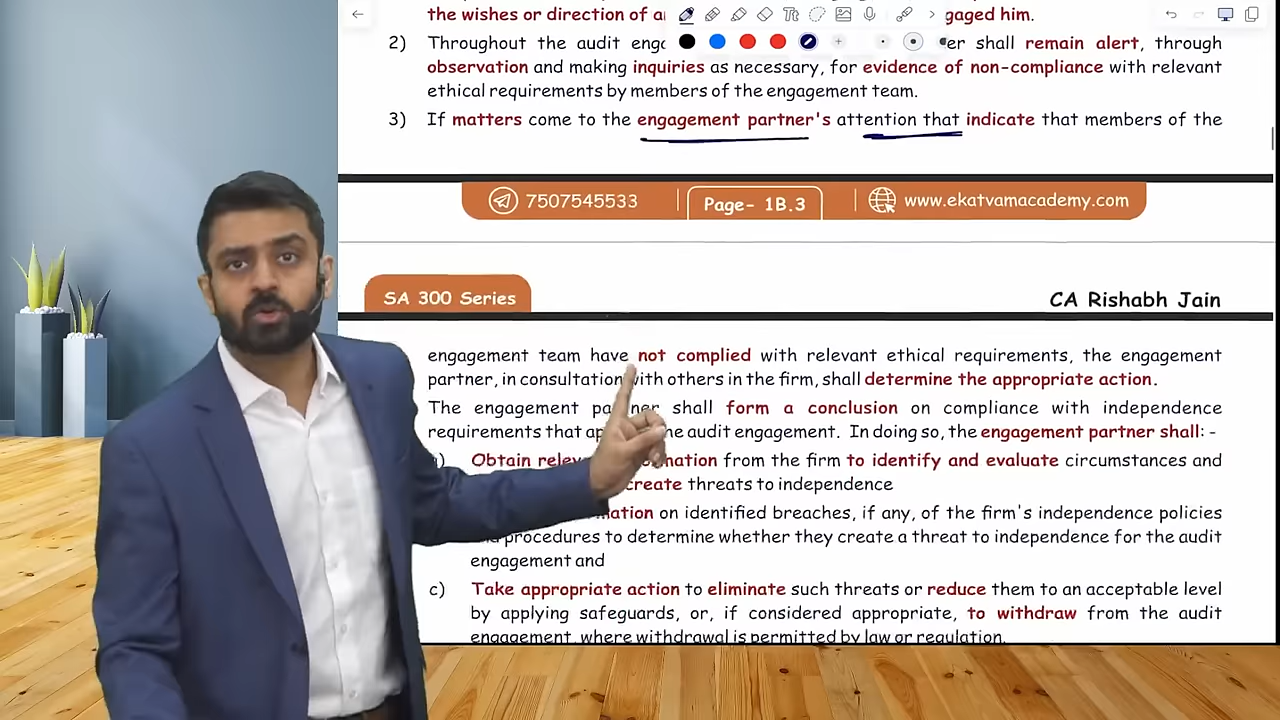 the wishes or direction of gaged him.
2) Throughout the audit enga er shall remain alert, through
observation and making inquiries as necessary, for evidence of non-compliance with relevant
ethical requirements by members of the engagement team.
3) If matters come to the engagement partner's attention that indicate that members of the
7507545533 Page- 1B.3 www.ekatvamacademy.com
SA 300 Series CA Rishabh Jain
engagement team have not complied with relevant ethical requirements, the engagement
partner, in consultation with others in the firm, shall determine the appropriate action.
The engagement shall form a conclusion on compliance with independence
requirements that the audit engagement. In doing so, the engagement partner shall: -
Obtain from the firm to identify and evaluate circumstances and
create threats to independence
on identified breaches, if any, of the firm's independence policies
procedures to determine whether they create a threat to independence for the audit
engagement and
c) Take appropriate action to eliminate such threats or reduce them to an acceptable level
by applying safeguards, or, if considered appropriate, to withdraw from the audit
engagement, where withdrawal is permitted by law or regulation.